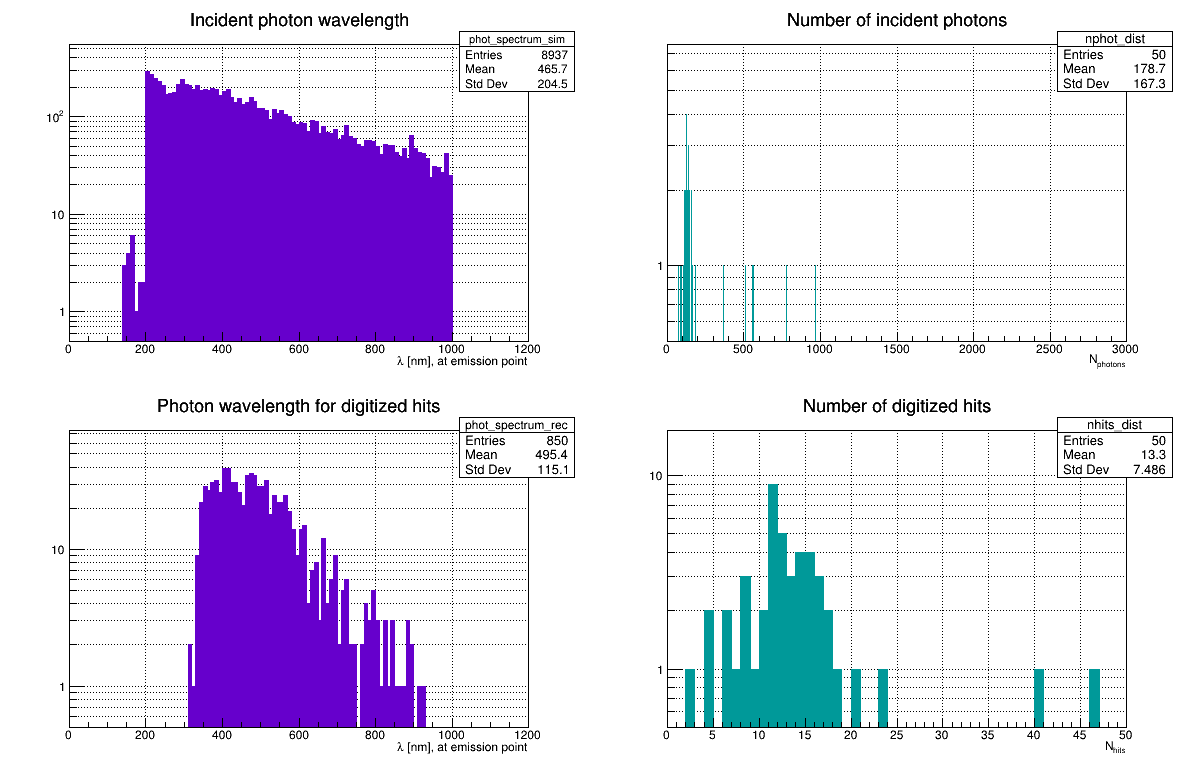 Incident photon wavelength
phot_spectrum_sim
Entries 8937
Mean 465.7
Std Dev 204.5
10²
10
1
0 200 400 600 800 1000 1200
λ [nm], at emission point
Number of incident photons
nphot_dist
Entries 50
Mean 178.7
Std Dev 167.3
1
0 500 1000 1500 2000 2500 3000
Nphotons
Photon wavelength for digitized hits
phot_spectrum_rec
Entries 850
Mean 495.4
Std Dev 115.1
10
1
0 200 400 600 800 1000 1200
λ [nm], at emission point
Number of digitized hits
nhits_dist
Entries 50
Mean 13.3
Std Dev 7.486
10
1
0 5 10 15 20 25 30 35 40 45 50
Nhits